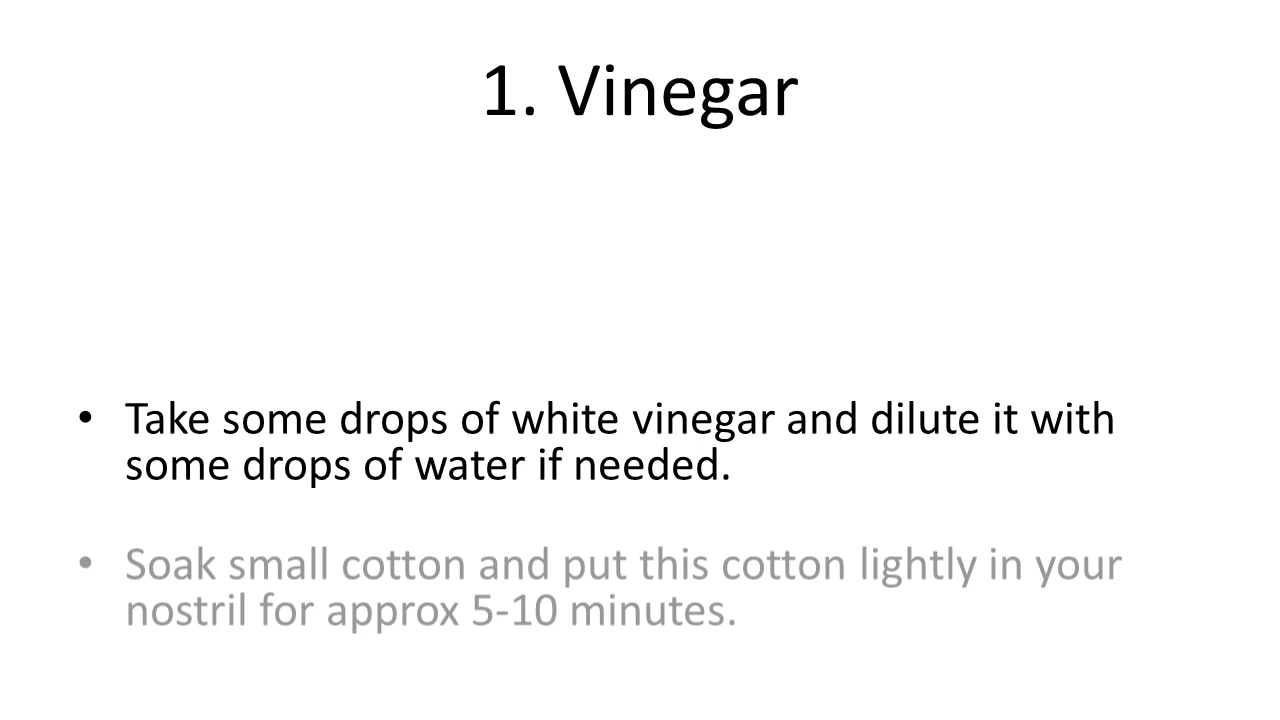 1. Vinegar
• Take some drops of white vinegar and dilute it with
some drops of water if needed.
• Soak small cotton and put this cotton lightly in your
nostril for approx 5-10 minutes.